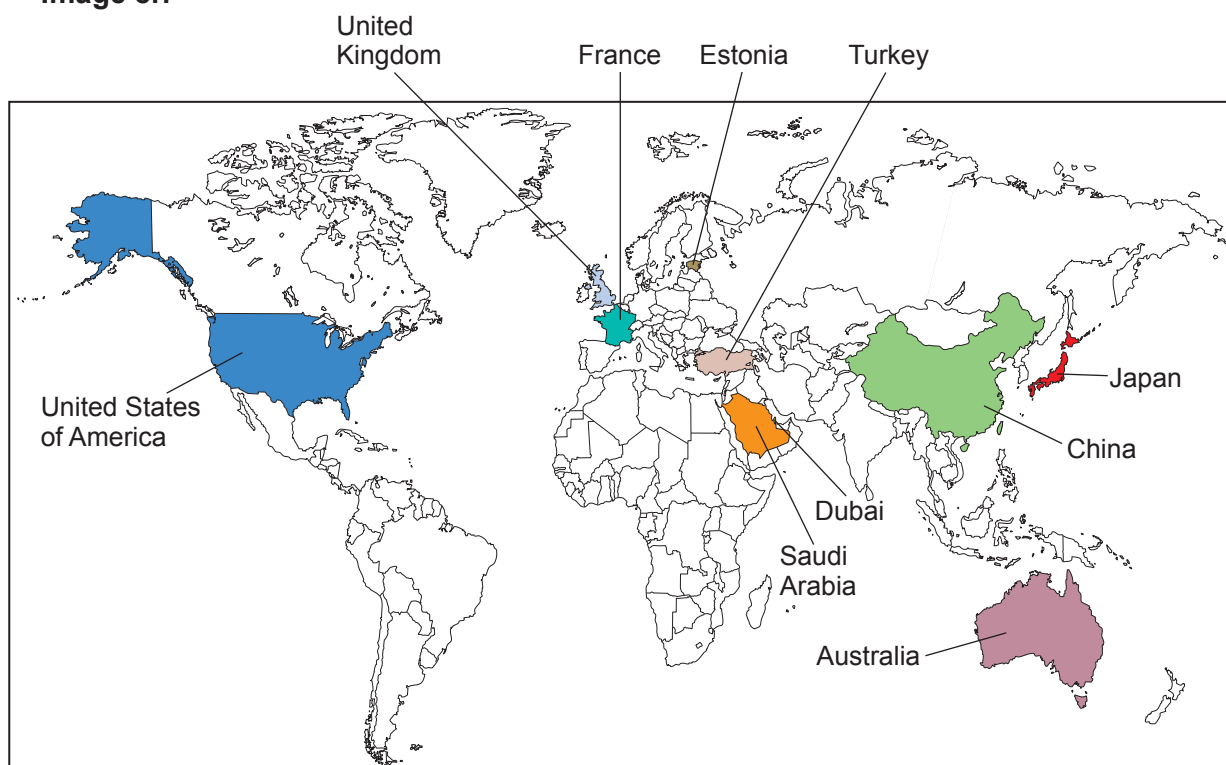 United
Kingdom
France
Estonia
Turkey
United States
of America
Japan
China
Dubai
Saudi
Arabia
Australia